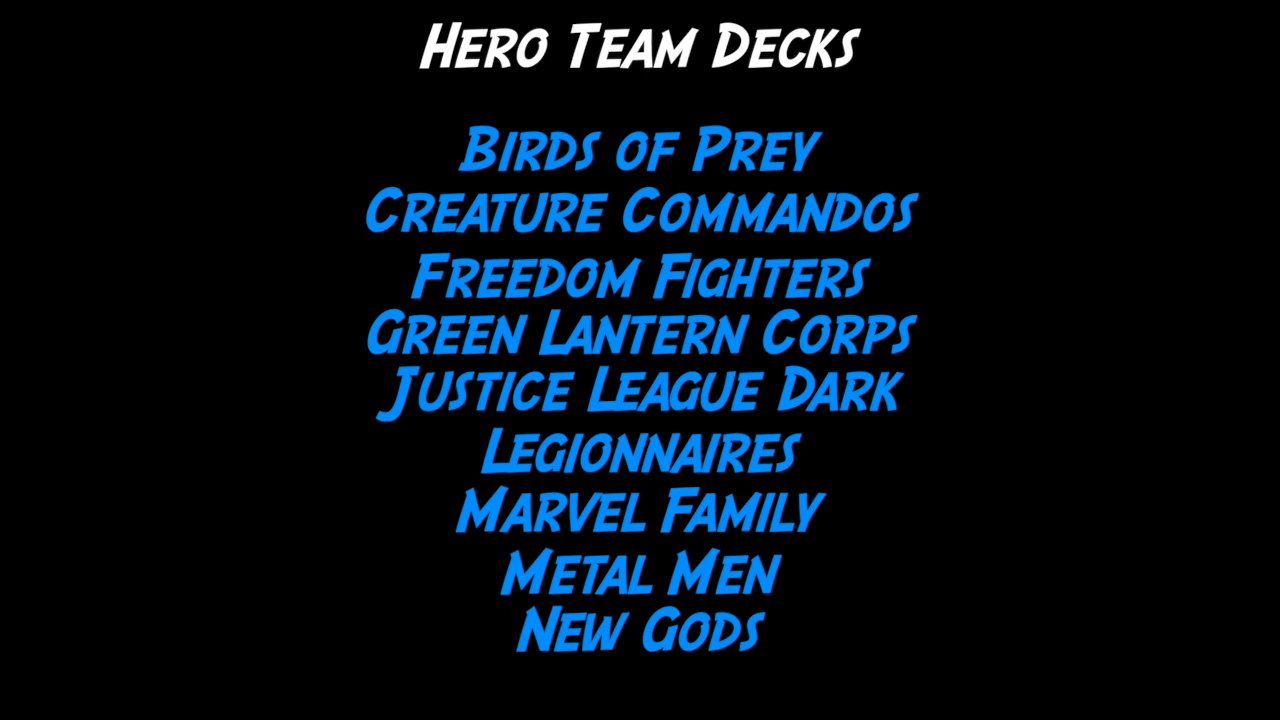 Hero Team Decks
Birds of Prey
Creature Commandos
Freedom Fighters
Green Lantern Corps
Justice League Dark
Legionnaires
Marvel Family
Metal Men
New Gods